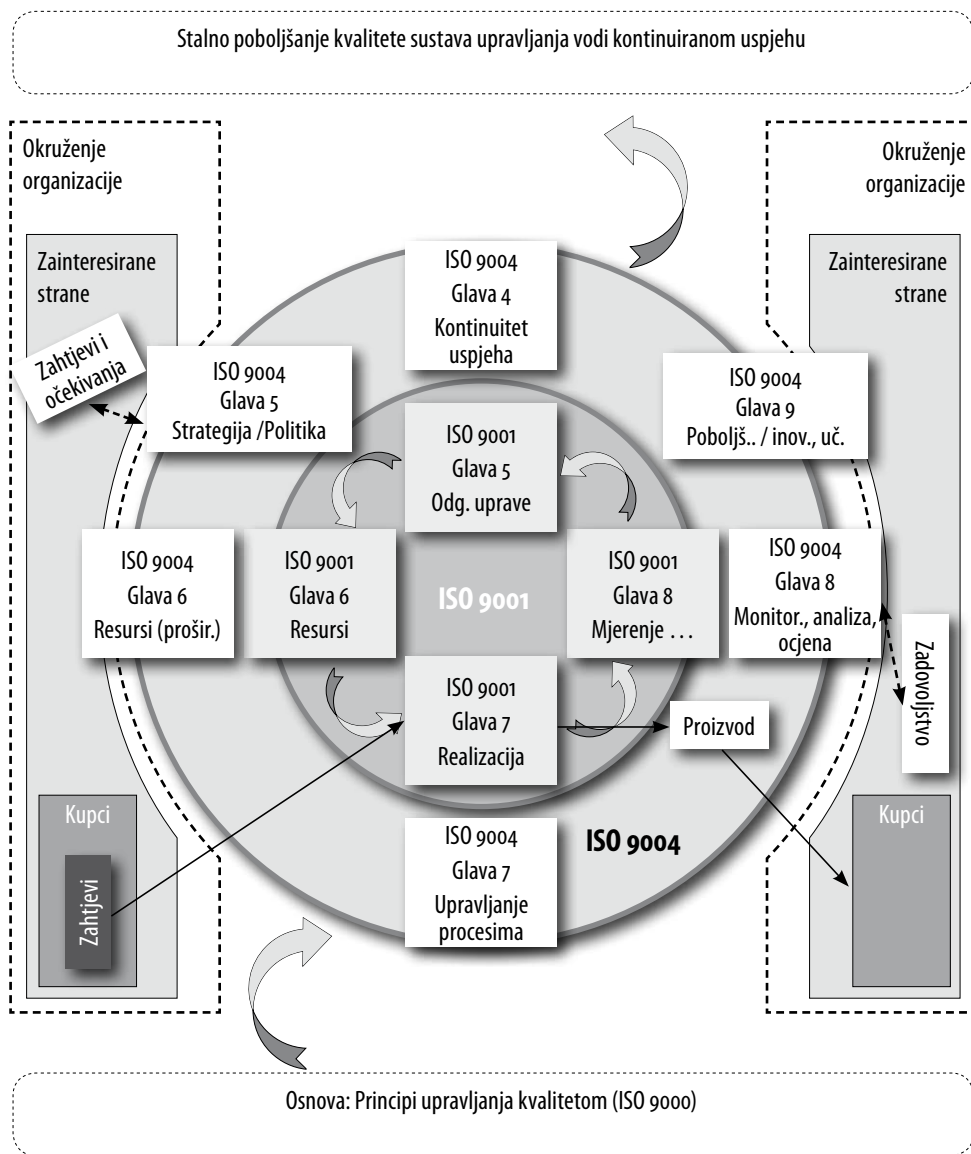 Stalno poboljšanje kvalitete sustava upravljanja vodi kontinuiranom uspjehu
Okruženje
organizacije
Okruženje
organizacije
Zainteresirane
strane
Zainteresirane
strane
Zahtjevi i
očekivanja
ISO 9004
Glava 4
Kontinuitet
uspjeha
ISO 9004
Glava 5
Strategija /Politika
ISO 9004
Glava 9
Poboljš.. / inov., uč.
ISO 9001
Glava 5
Odg. uprave
ISO 9004
Glava 6
Resursi (prošir.)
ISO 9001
Glava 6
Resursi
ISO 9001
ISO 9001
Glava 8
Mjerenje …
ISO 9004
Glava 8
Monitor., analiza,
ocjena
Zadovoljstvo
ISO 9001
Glava 7
Realizacija
Proizvod
Kupci
Zahtjevi
Kupci
ISO 9004
ISO 9004
Glava 7
Upravljanje
procesima
Osnova: Principi upravljanja kvalitetom (ISO 9000)